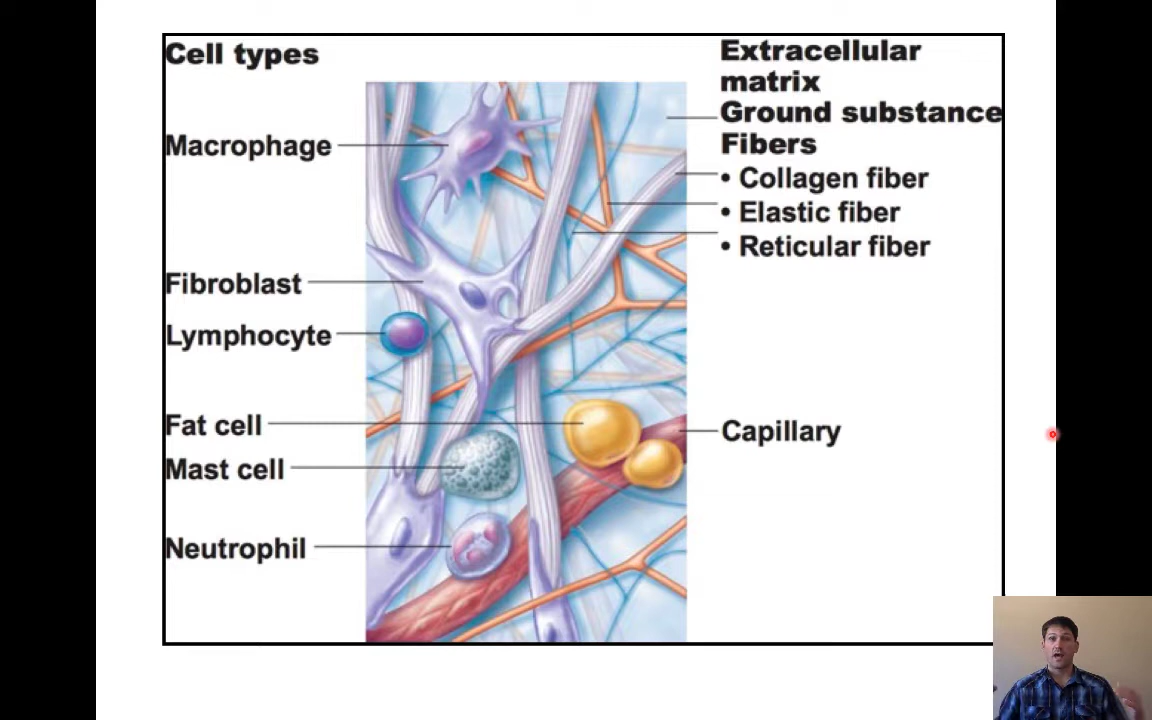 Cell types
Macrophage
Fibroblast
Lymphocyte
Fat cell
Mast cell
Neutrophil
Extracellular
matrix
Ground substance
Fibers
• Collagen fiber
• Elastic fiber
• Reticular fiber
Capillary